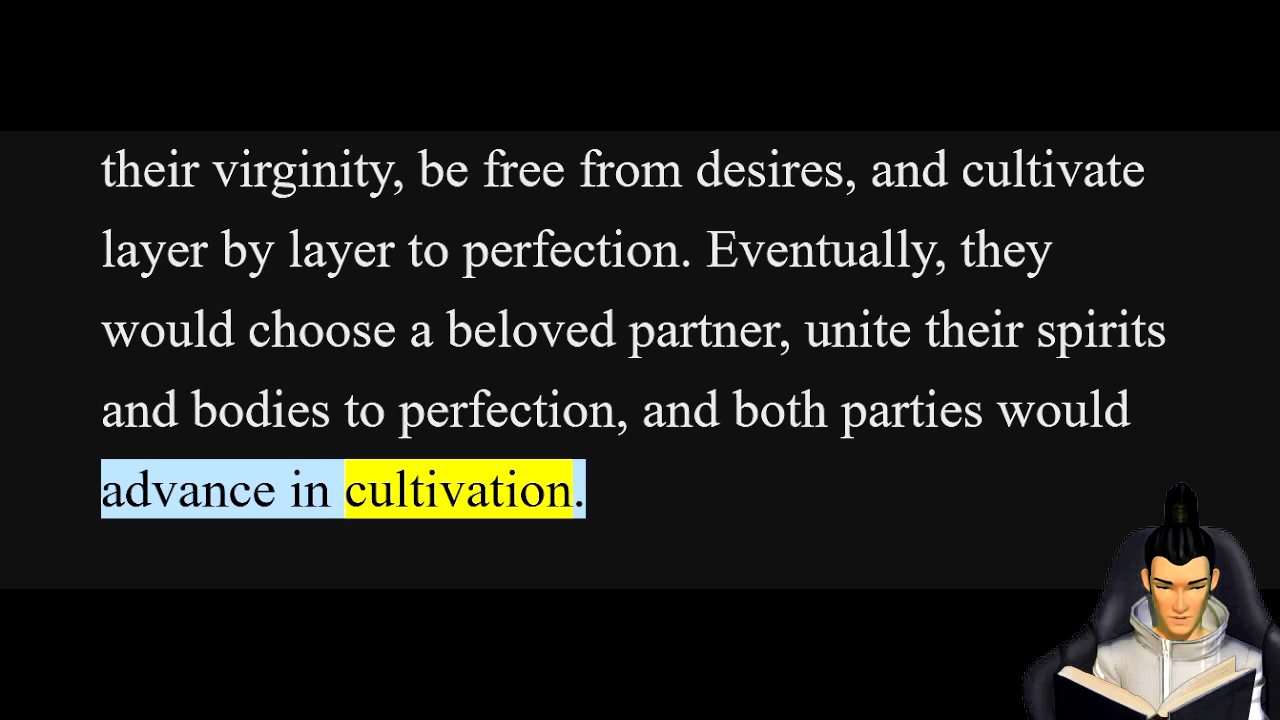 their virginity, be free from desires, and cultivate
layer by layer to perfection. Eventually, they
would choose a beloved partner, unite their spirits
and bodies to perfection, and both parties would
advance in cultivation.